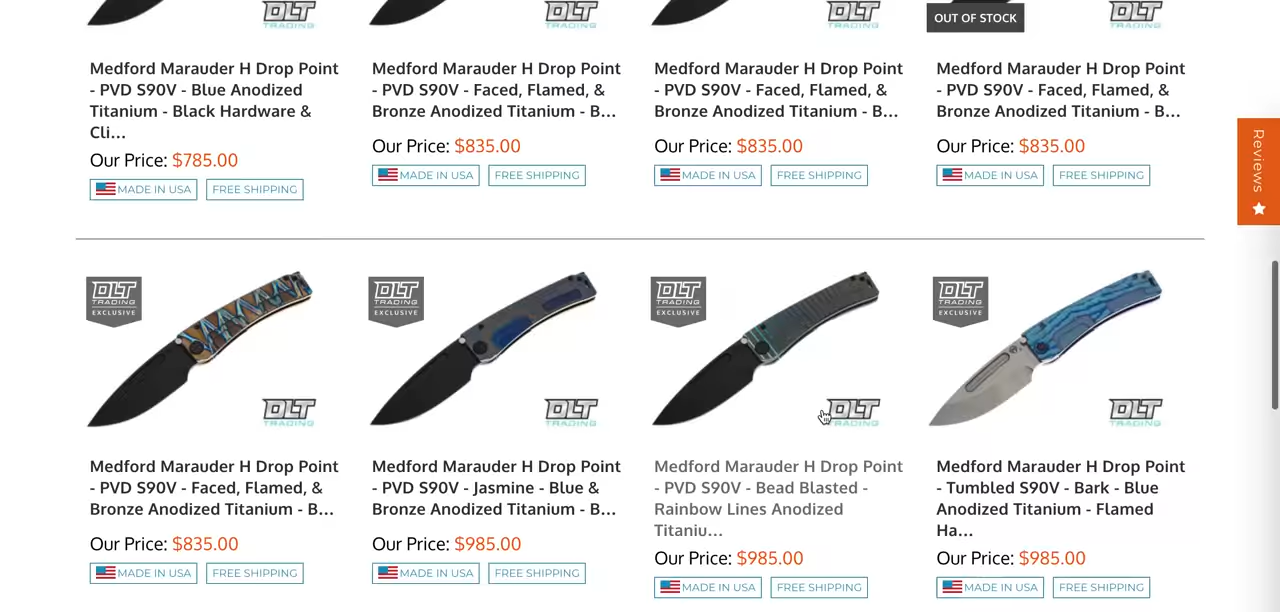 DLT
TRADING
DLT
TRADING
DLT
TRADING
OUT OF STOCK
DLT
TRADING
Medford Marauder H Drop Point
- PVD S90V - Blue Anodized
Titanium - Black Hardware &
Cli...
Our Price: $785.00
MADE IN USA
FREE SHIPPING
Medford Marauder H Drop Point
- PVD S90V - Faced, Flamed, &
Bronze Anodized Titanium - B...
Our Price: $835.00
MADE IN USA
FREE SHIPPING
Medford Marauder H Drop Point
- PVD S90V - Faced, Flamed, &
Bronze Anodized Titanium - B...
Our Price: $835.00
MADE IN USA
FREE SHIPPING
Medford Marauder H Drop Point
- PVD S90V - Faced, Flamed, &
Bronze Anodized Titanium - B...
Our Price: $835.00
MADE IN USA
FREE SHIPPING
Reviews
DLT
TRADING
EXCLUSIVE
DLT
TRADING
Medford Marauder H Drop Point
- PVD S90V - Faced, Flamed, &
Bronze Anodized Titanium - B...
Our Price: $835.00
MADE IN USA
FREE SHIPPING
DLT
TRADING
EXCLUSIVE
DLT
TRADING
Medford Marauder H Drop Point
- PVD S90V - Jasmine - Blue &
Bronze Anodized Titanium - B...
Our Price: $985.00
MADE IN USA
FREE SHIPPING
DLT
TRADING
EXCLUSIVE
DLT
TRADING
Medford Marauder H Drop Point
- PVD S90V - Bead Blasted -
Rainbow Lines Anodized
Titaniu...
Our Price: $985.00
MADE IN USA
FREE SHIPPING
DLT
TRADING
EXCLUSIVE
DLT
TRADING
Medford Marauder H Drop Point
- Tumbled S90V - Bark - Blue
Anodized Titanium - Flamed
Ha...
Our Price: $985.00
MADE IN USA
FREE SHIPPING